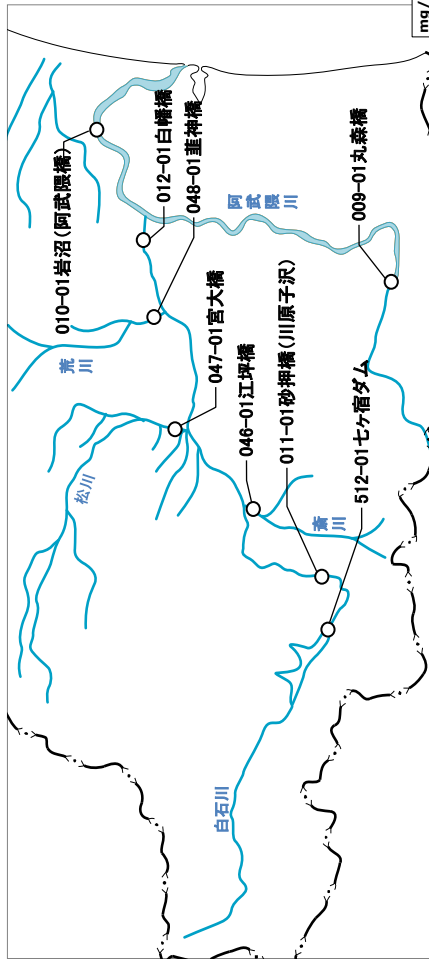 mg/
010-01岩沼(阿武隈橋)
012-01白幡橋
048-01韮神橋
阿武隈川
009-01丸森橋
荒川
047-01宮大橋
松川
046-01江坪橋
011-01砂押橋(川原子沢)
斎川
512-01七ヶ宿ダム
白石川